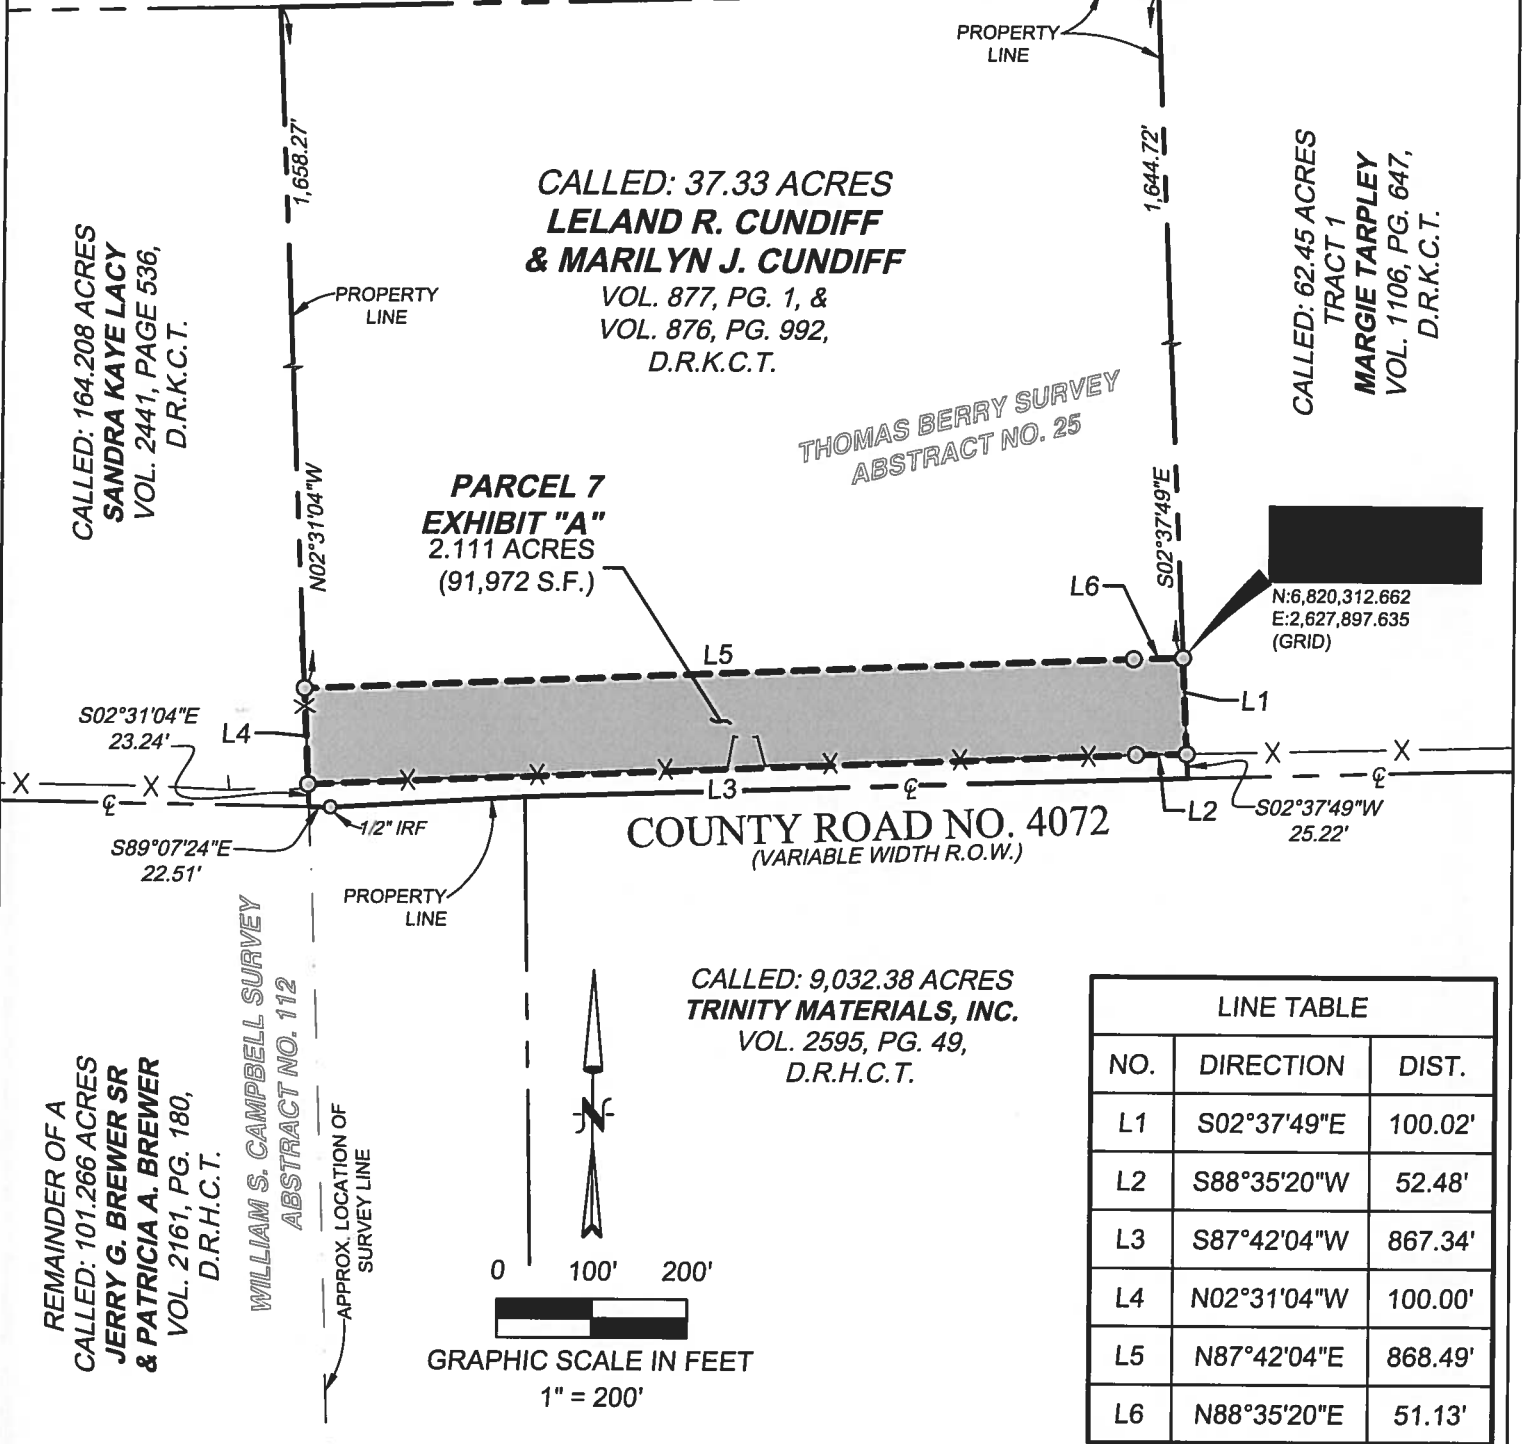 PROPERTY
LINE
1,658.27'
1,644.72'
CALLED: 37.33 ACRES
LELAND R. CUNDIFF
& MARILYN J. CUNDIFF
VOL. 877, PG. 1, &
VOL. 876, PG. 992,
D.R.K.C.T.
CALLED: 164.208 ACRES
SANDRA KAYE LACY
VOL. 2441, PAGE 536,
D.R.K.C.T.
PROPERTY
LINE
CALLED: 62.45 ACRES
TRACT 1
MARGIE TARPLEY
VOL. 1106, PG. 647,
D.R.K.C.T.
THOMAS BERRY SURVEY
ABSTRACT NO. 25
N02°31'04"W
S02°37'49"E
PARCEL 7
EXHIBIT "A"
2.111 ACRES
(91,972 S.F.)
L6
N:6,820,312.662
E:2,627,897.635
(GRID)
L5
L1
S02°31'04"E
23.24'
L4
X X X X
L3
L2
S02°37'49"W
25.22'
COUNTY ROAD NO. 4072
(VARIABLE WIDTH R.O.W.)
1/2" IRF
S89°07'24"E
22.51'
PROPERTY
LINE
WILLIAM S. CAMPBELL SURVEY
ABSTRACT NO. 112
CALLED: 9,032.38 ACRES
TRINITY MATERIALS, INC.
VOL. 2595, PG. 49,
D.R.H.C.T.
REMAINDER OF A
CALLED: 101.266 ACRES
JERRY G. BREWER SR
& PATRICIA A. BREWER
VOL. 2161, PG. 180,
D.R.H.C.T.
APPROX. LOCATION OF
SURVEY LINE
N
0 100' 200'
GRAPHIC SCALE IN FEET
1" = 200'
LINE TABLE
NO. DIRECTION DIST.
L1 S02°37'49"E 100.02'
L2 S88°35'20"W 52.48'
L3 S87°42'04"W 867.34'
L4 N02°31'04"W 100.00'
L5 N87°42'04"E 868.49'
L6 N88°35'20"E 51.13'